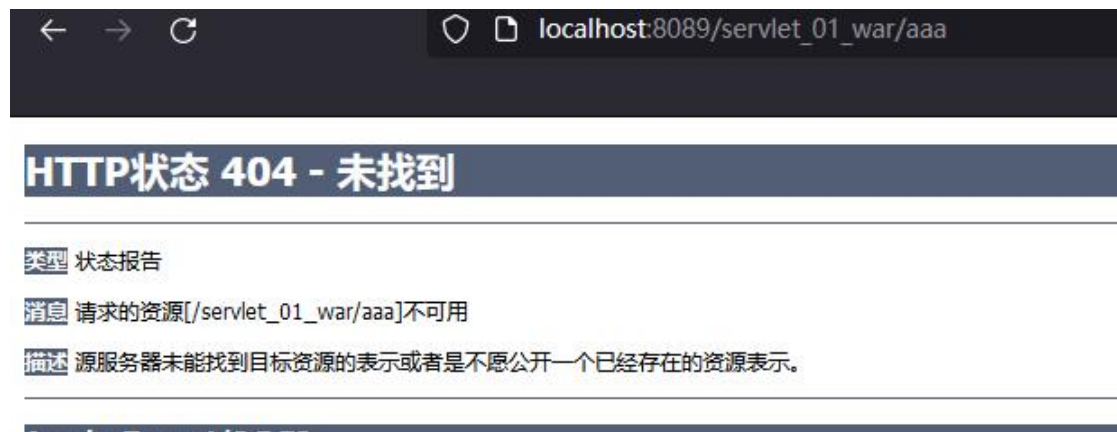 localhost:8089/servlet_01_war/aaa
HTTP状态 404 - 未找到
类型 状态报告
消息 请求的资源[/servlet_01_war/aaa]不可用
描述 源服务器未能找到目标资源的表示或者是不愿公开一个已经存在的资源表示。